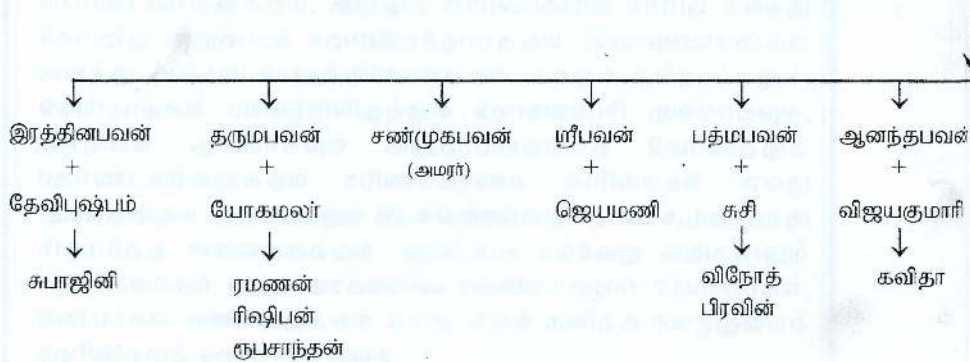 இரத்தினபவன் தருமபவன் சண்முகபவன் ஸ்ரீபவன் பத்மபவன் ஆனந்தபவன்
+ + (அமரர்) + + +
தேவிபுஷ்பம் யோகமலர் ஜெயமணி சுசி விஜயகுமாரி
சுபாஜினி ரமணன் விநோத் கவிதா
ரிஷிபன் பிரவின்
ரூபசாந்தன்